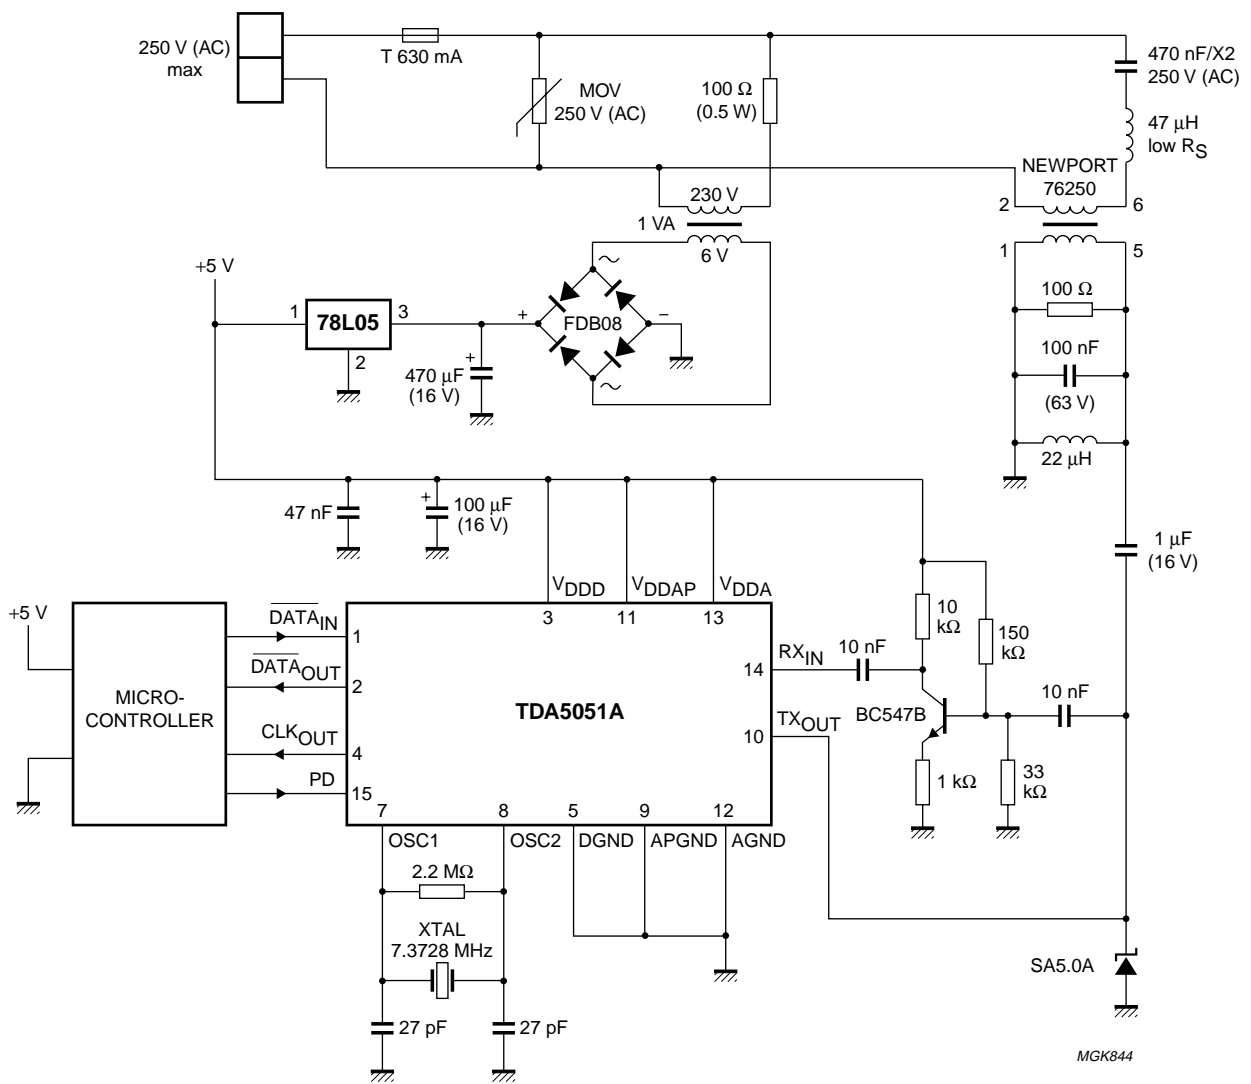 250 V (AC)
max
T 630 mA
MOV
250 V (AC)
100 Ω
(0.5 W)
470 nF/X2
250 V (AC)
47 μH
low RS
NEWPORT
76250
2
6
1
5
230 V
1 VA
6 V
+5 V
1
78L05
3
2
+
FDB08
−
+
470 μF
(16 V)
100 Ω
100 nF
(63 V)
22 μH
47 nF
+
100 μF
(16 V)
1 μF
(16 V)
+5 V
MICRO-
CONTROLLER
DATAIN
1
DATAOUT
2
CLKOUT
4
PD
15
VDDD
3
VDDAP
11
VDDA
13
TDA5051A
RXIN
14
TXOUT
10
10 nF
10
kΩ
150
kΩ
10 nF
BC547B
1 kΩ
33
kΩ
7
OSC1
8
OSC2
5
DGND
9
APGND
12
AGND
2.2 MΩ
XTAL
7.3728 MHz
27 pF
27 pF
SA5.0A
MGK844